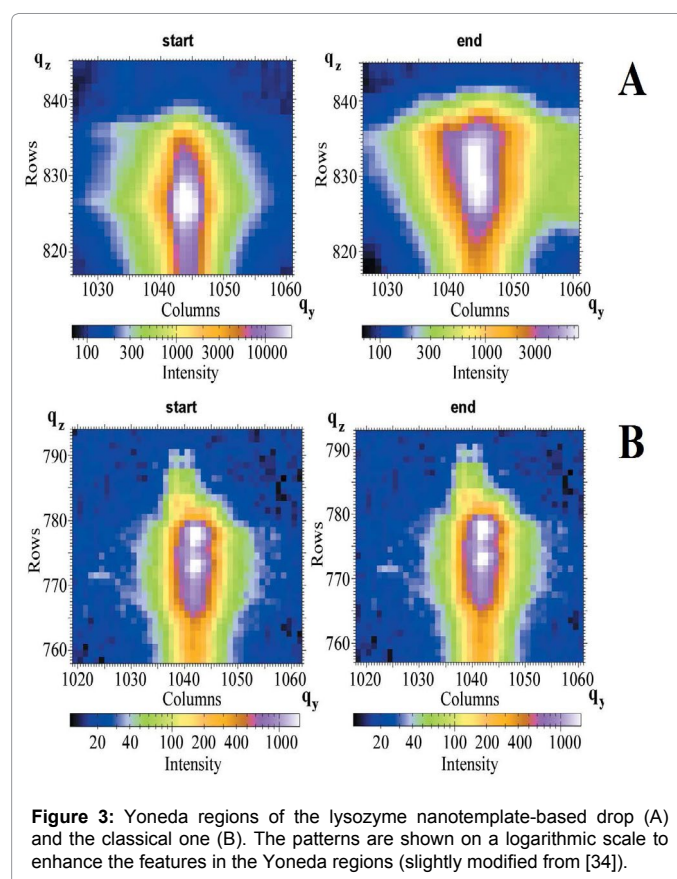 start end
A
q_z q_z
840 840
Rows Rows
830 830
820 820
1030 1040 1050 1060 1030 1040 1050 1060
Columns q_y Columns q_y
100 300 1000 3000 10000 100 300 1000 3000
Intensity Intensity
start end
B
q_z q_z
794 790
790
Rows Rows
780 780
770 770
760 760
1020 1030 1040 1050 1060 1020 1030 1040 1050 1060
Columns q_y Columns q_y
20 40 100 200 400 1000 20 40 100 200 400 1000
Intensity Intensity
Figure 3: Yoneda regions of the lysozyme nanotemplate-based drop (A)
and the classical one (B). The patterns are shown on a logarithmic scale to
enhance the features in the Yoneda regions (slightly modified from [34]).